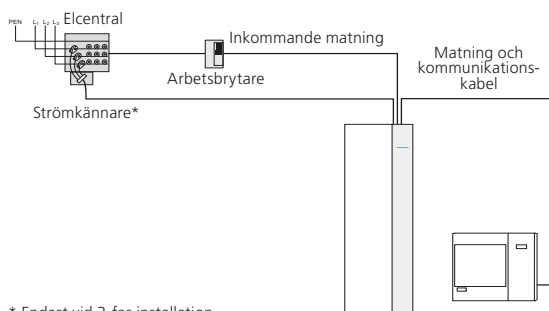 PEN L₁ L₂ L₃ Elcentral
Inkommande matning
Arbetsbrytare
Matning och
kommunikations-
kabel
Strömkännare*
* Endast vid 3-fas installation